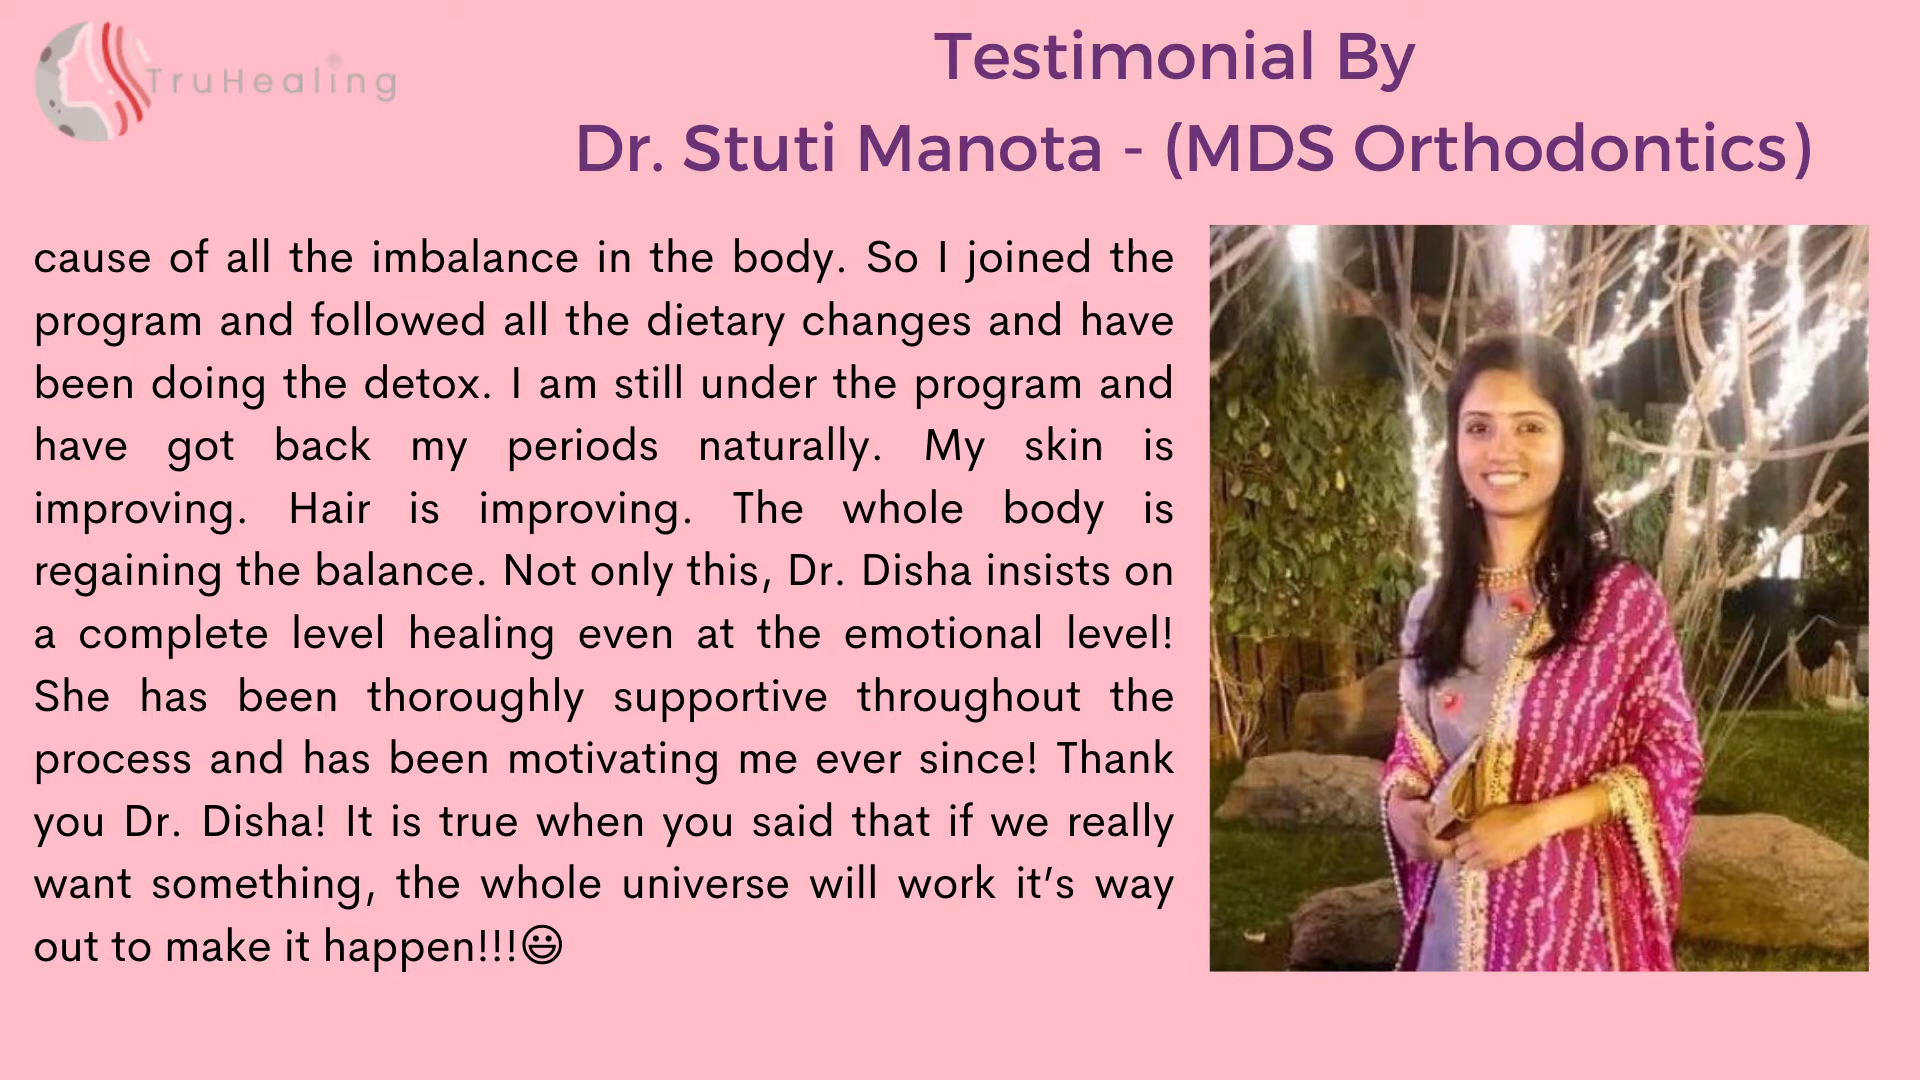 TruHealing
Testimonial By
Dr. Stuti Manota - (MDS Orthodontics)
cause of all the imbalance in the body. So I joined the
program and followed all the dietary changes and have
been doing the detox. I am still under the program and
have got back my periods naturally. My skin is
improving. Hair is improving. The whole body is
regaining the balance. Not only this, Dr. Disha insists on
a complete level healing even at the emotional level!
She has been thoroughly supportive throughout the
process and has been motivating me ever since! Thank
you Dr. Disha! It is true when you said that if we really
want something, the whole universe will work it’s way
out to make it happen!!!😃